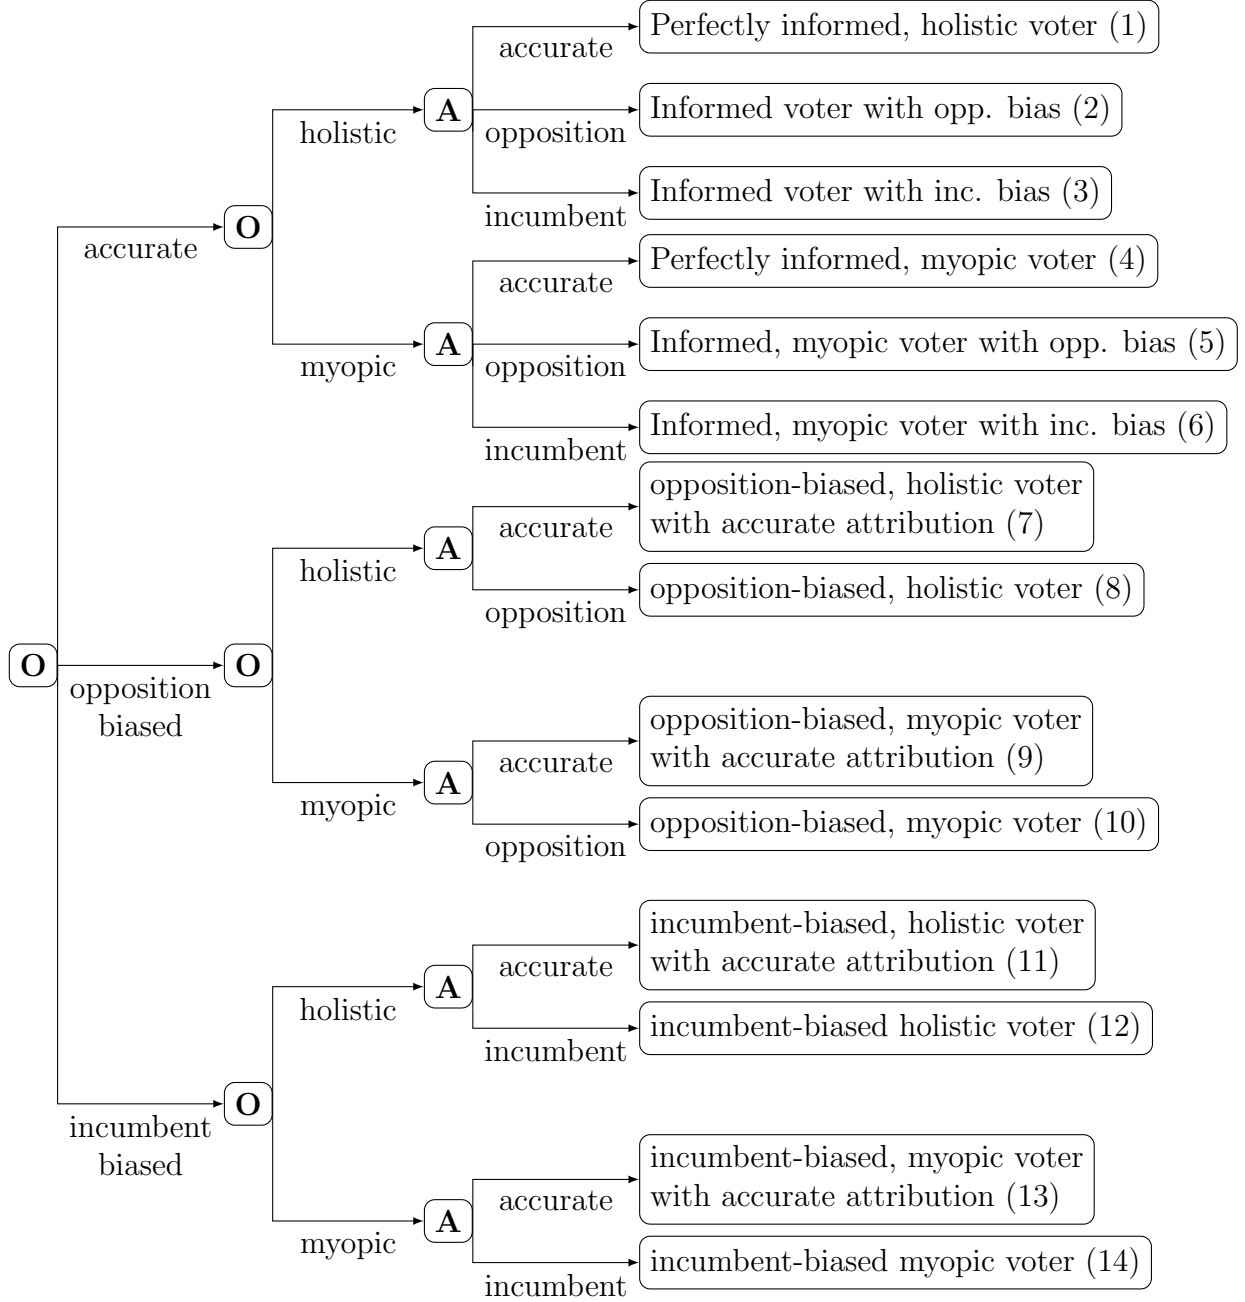 Perfectly informed, holistic voter (1)
accurate
Informed voter with opp. bias (2)
A
holistic
opposition
Informed voter with inc. bias (3)
incumbent
O
accurate
Perfectly informed, myopic voter (4)
accurate
Informed, myopic voter with opp. bias (5)
A
myopic
opposition
Informed, myopic voter with inc. bias (6)
incumbent
opposition-biased, holistic voter
with accurate attribution (7)
accurate
A
holistic
opposition-biased, holistic voter (8)
opposition
O
O
opposition
biased
opposition-biased, myopic voter
with accurate attribution (9)
accurate
A
myopic
opposition-biased, myopic voter (10)
opposition
incumbent-biased, holistic voter
with accurate attribution (11)
accurate
A
holistic
incumbent-biased holistic voter (12)
incumbent
O
incumbent
biased
incumbent-biased, myopic voter
with accurate attribution (13)
accurate
A
myopic
incumbent-biased myopic voter (14)
incumbent